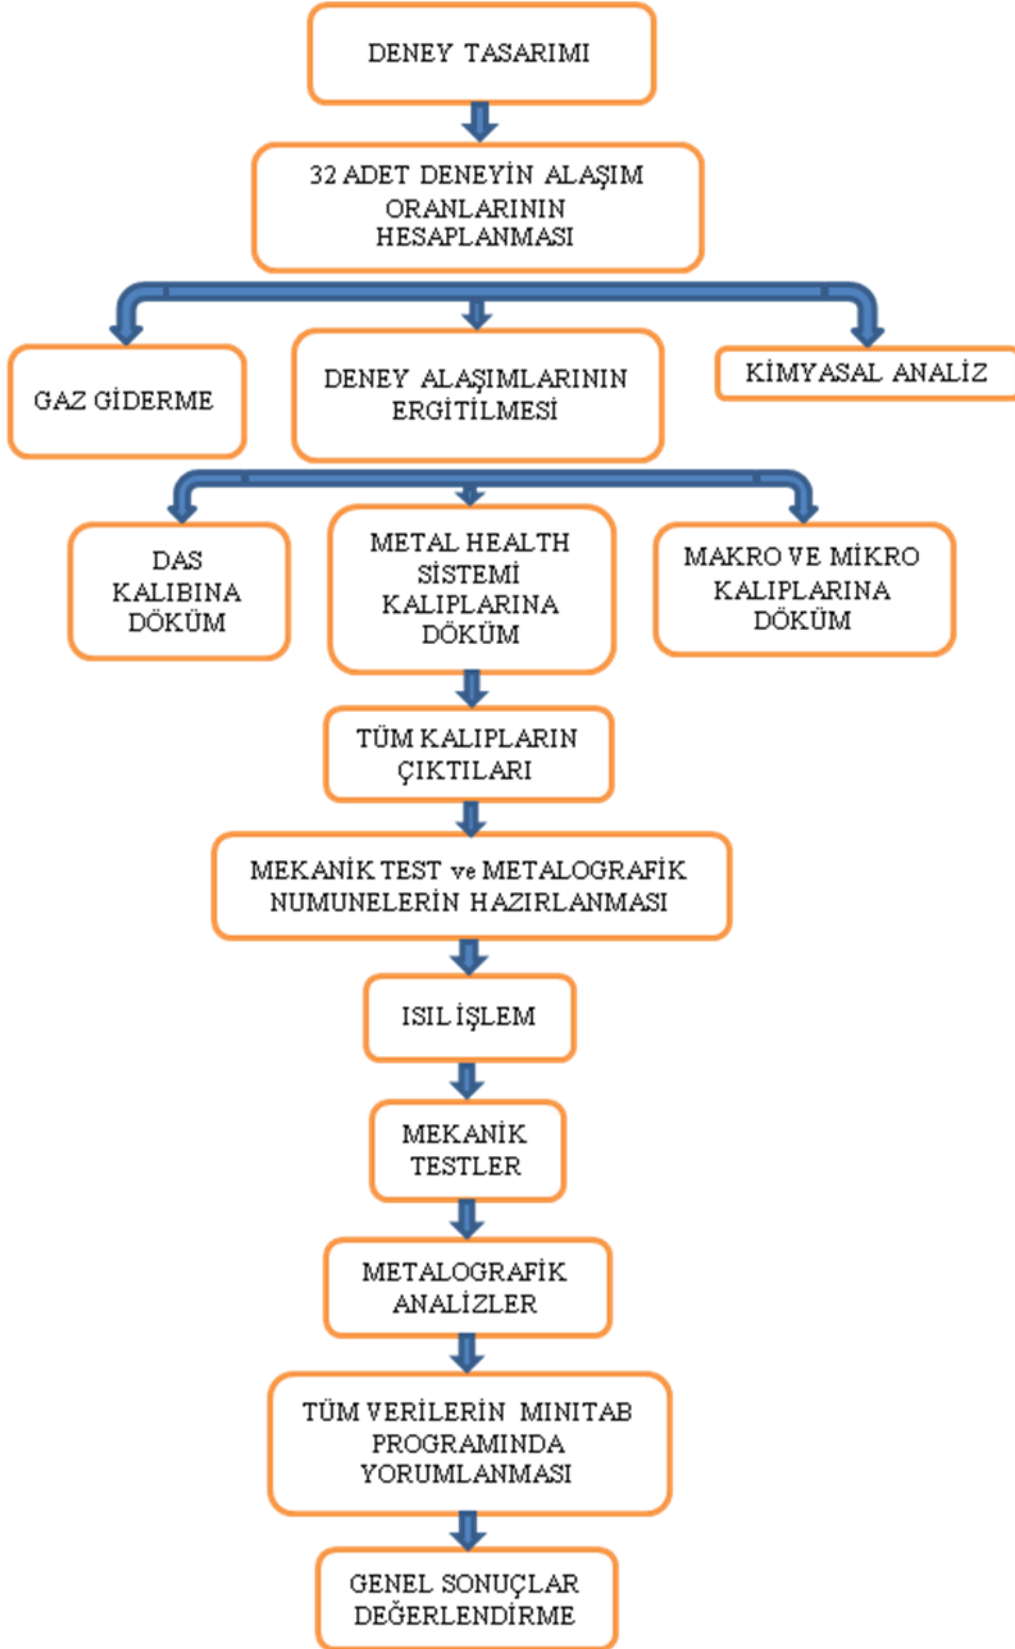 DENEY TASARIMI
32 ADET DENEYİN ALAŞIM
ORANLARININ
HESAPLANMASI
GAZ GİDERME
DENEY ALAŞIMLARININ
ERGİTİLMESİ
KİMYASAL ANALİZ
DAS
KALIBINA
DÖKÜM
METAL HEALTH
SİSTEMİ
KALIPLARINA
DÖKÜM
MAKRO VE MİKRO
KALIPLARINA
DÖKÜM
TÜM KALIPLARIN
ÇIKTILARI
MEKANİK TEST ve METALOGRAFİK
NUMUNELERİN HAZIRLANMASI
ISIL İŞLEM
MEKANİK
TESTLER
METALOGRAFİK
ANALİZLER
TÜM VERİLERİN MINITAB
PROGRAMINDA
YORUMLANMASI
GENEL SONUÇLAR
DEĞERLENDİRME